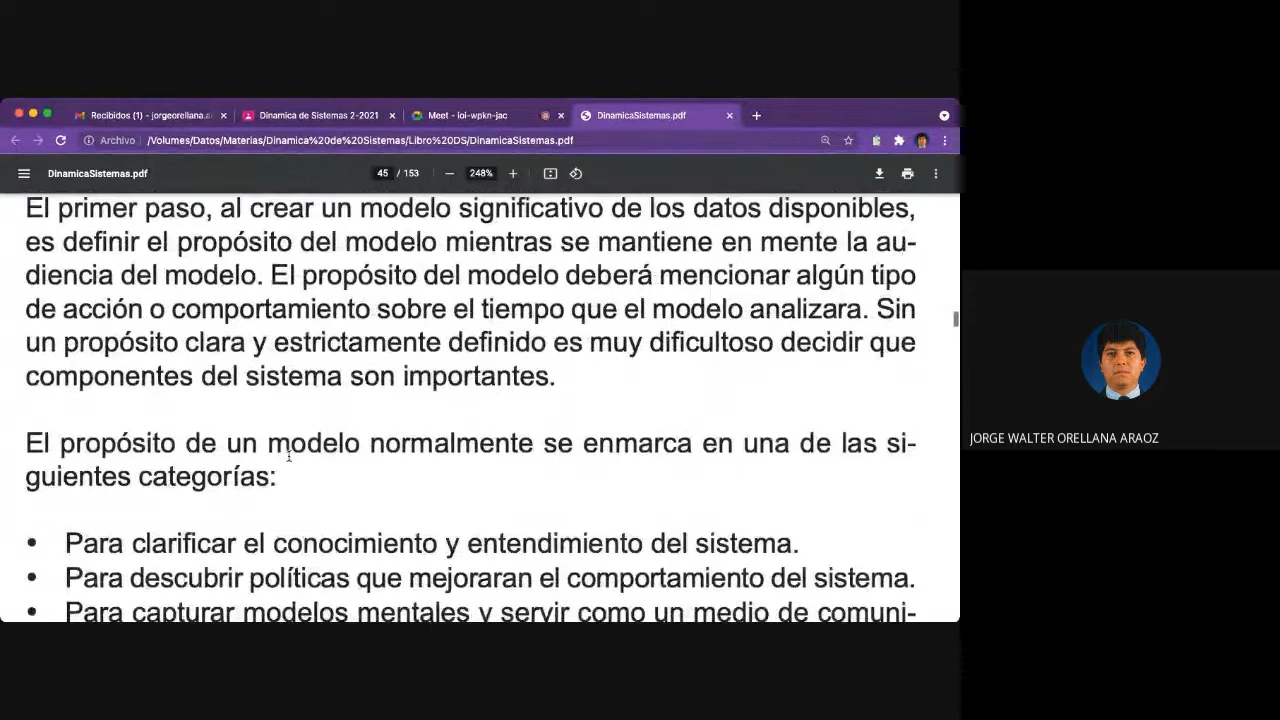 Recibidos (1) - jorgeorellana.a
Dinamica de Sistemas 2-2021
Meet - ioi-wpkn-jac
DinamicaSistemas.pdf
Archivo
/Volumes/Datos/Materias/Dinamica%20de%20Sistemas/Libro%20DS/DinamicaSistemas.pdf
DinamicaSistemas.pdf
45 / 153
248%
El primer paso, al crear un modelo significativo de los datos disponibles,
es definir el propósito del modelo mientras se mantiene en mente la au-
diencia del modelo. El propósito del modelo deberá mencionar algún tipo
de acción o comportamiento sobre el tiempo que el modelo analizara. Sin
un propósito clara y estrictamente definido es muy dificultoso decidir que
componentes del sistema son importantes.
El propósito de un modelo normalmente se enmarca en una de las si-
guientes categorías:
• Para clarificar el conocimiento y entendimiento del sistema.
• Para descubrir políticas que mejoraran el comportamiento del sistema.
• Para capturar modelos mentales y servir como un medio de comuni-
JORGE WALTER ORELLANA ARAOZ